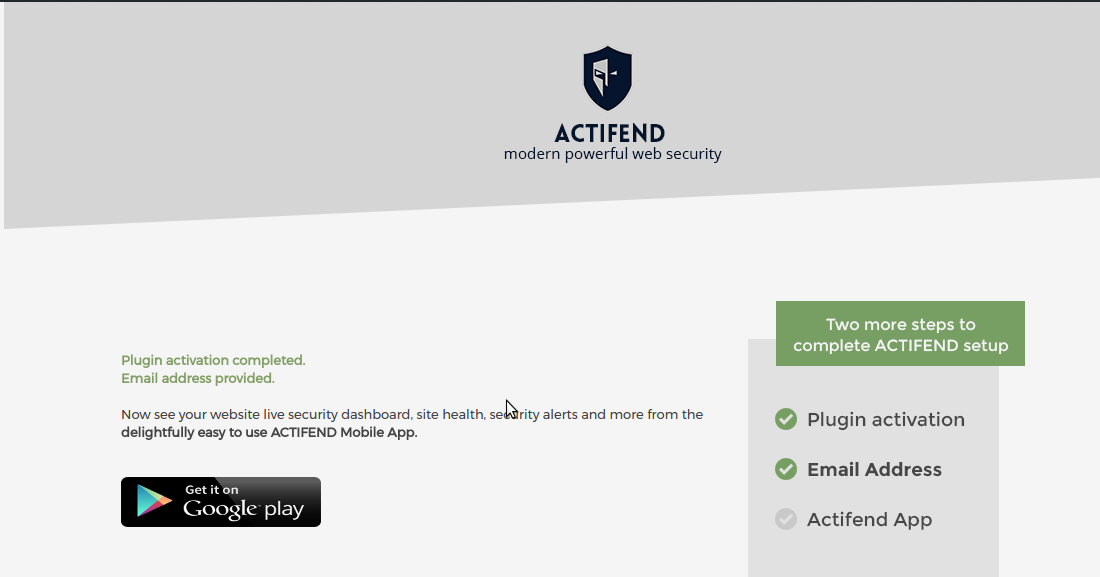 ACTIFEND
modern powerful web security
Two more steps to
complete ACTIFEND setup
Plugin activation completed.
Email address provided.
Now see your website live security dashboard, site health, security alerts and more from the
delightfully easy to use ACTIFEND Mobile App.
Get it on
Google play
Plugin activation
Email Address
Actifend App